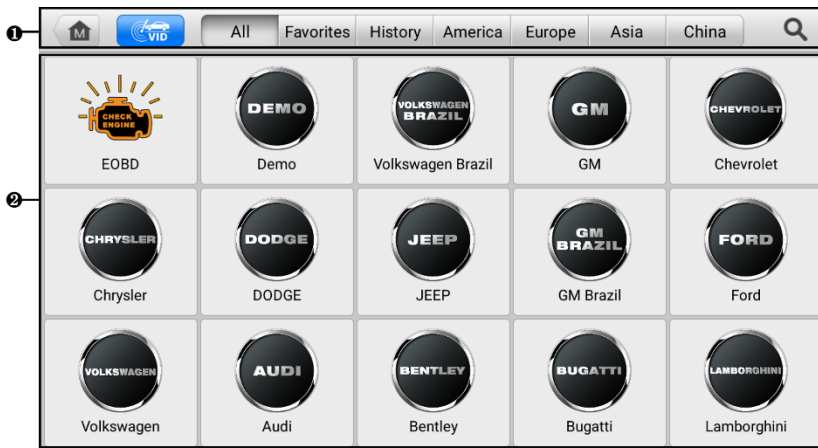 ❶
M
VID
All
Favorites
History
America
Europe
Asia
China
❷
CHECK
ENGINE
EOBD
DEMO
Demo
VOLKSWAGEN
BRAZIL
Volkswagen Brazil
GM
GM
CHEVROLET
Chevrolet
CHRYSLER
Chrysler
DODGE
DODGE
JEEP
JEEP
GM
BRAZIL
GM Brazil
FORD
Ford
VOLKSWAGEN
Volkswagen
AUDI
Audi
BENTLEY
Bentley
BUGATTI
Bugatti
LAMBORGHINI
Lamborghini